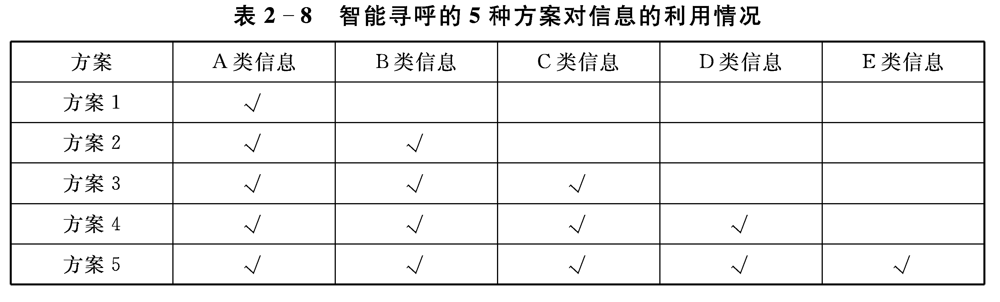 表 2－8　智能寻呼的 5 种方案对信息的利用情况
方案 A 类信息 B 类信息 C 类信息 D 类信息 E 类信息
方案 1 √
方案 2 √ √
方案 3 √ √ √
方案 4 √ √ √ √
方案 5 √ √ √ √ √